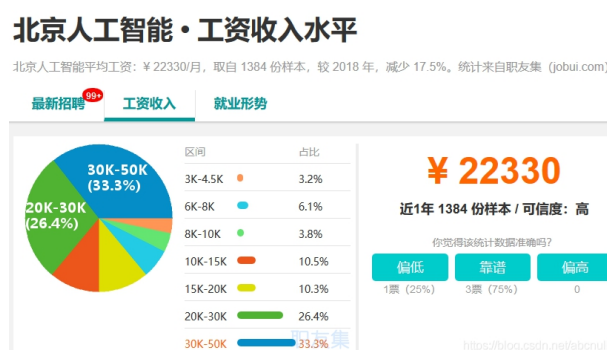 北京人工智能 • 工资收入水平
北京人工智能平均工资：￥22330/月，取自 1384 份样本，较 2018 年，减少 17.5%。统计来自职友集（jobui.com）
最新招聘 99+ 工资收入 就业形势
30K-50K
(33.3%)
20K-30K
(26.4%)
区间 占比
3K-4.5K 3.2%
6K-8K 6.1%
8K-10K 3.8%
10K-15K 10.5%
15K-20K 10.3%
20K-30K 26.4%
30K-50K 33.3%
职友集
￥ 22330
近1年 1384 份样本 / 可信度：高
你觉得该统计数据准确吗?
偏低 靠谱 偏高
1票（25%） 3票（75%） 0